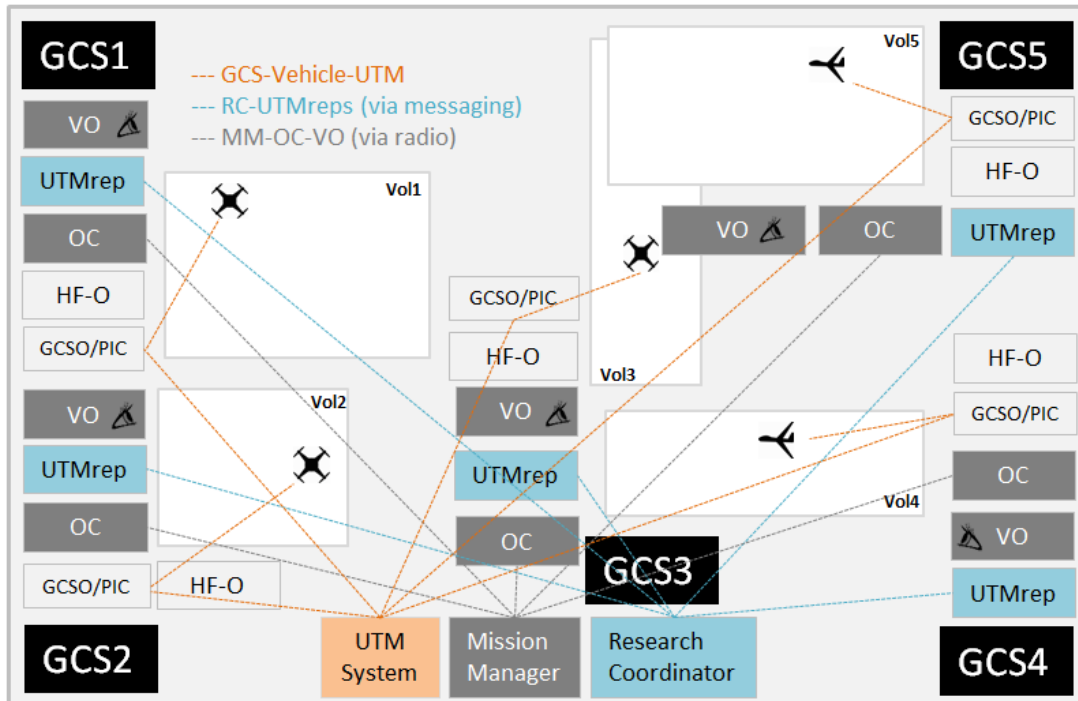 GCS1
VO
UTMrep
OC
HF-O
GCSO/PIC
--- GCS-Vehicle-UTM
--- RC-UTMreps (via messaging)
--- MM-OC-VO (via radio)
Vol1
VO
UTMrep
OC
GCSO/PIC
HF-O
GCS2
Vol2
GCSO/PIC
HF-O
VO
UTMrep
OC
GCS3
Vol3
Vol5
VO
OC
GCS5
GCSO/PIC
HF-O
UTMrep
Vol4
HF-O
GCSO/PIC
OC
VO
UTMrep
GCS4
UTM
System
Mission
Manager
Research
Coordinator